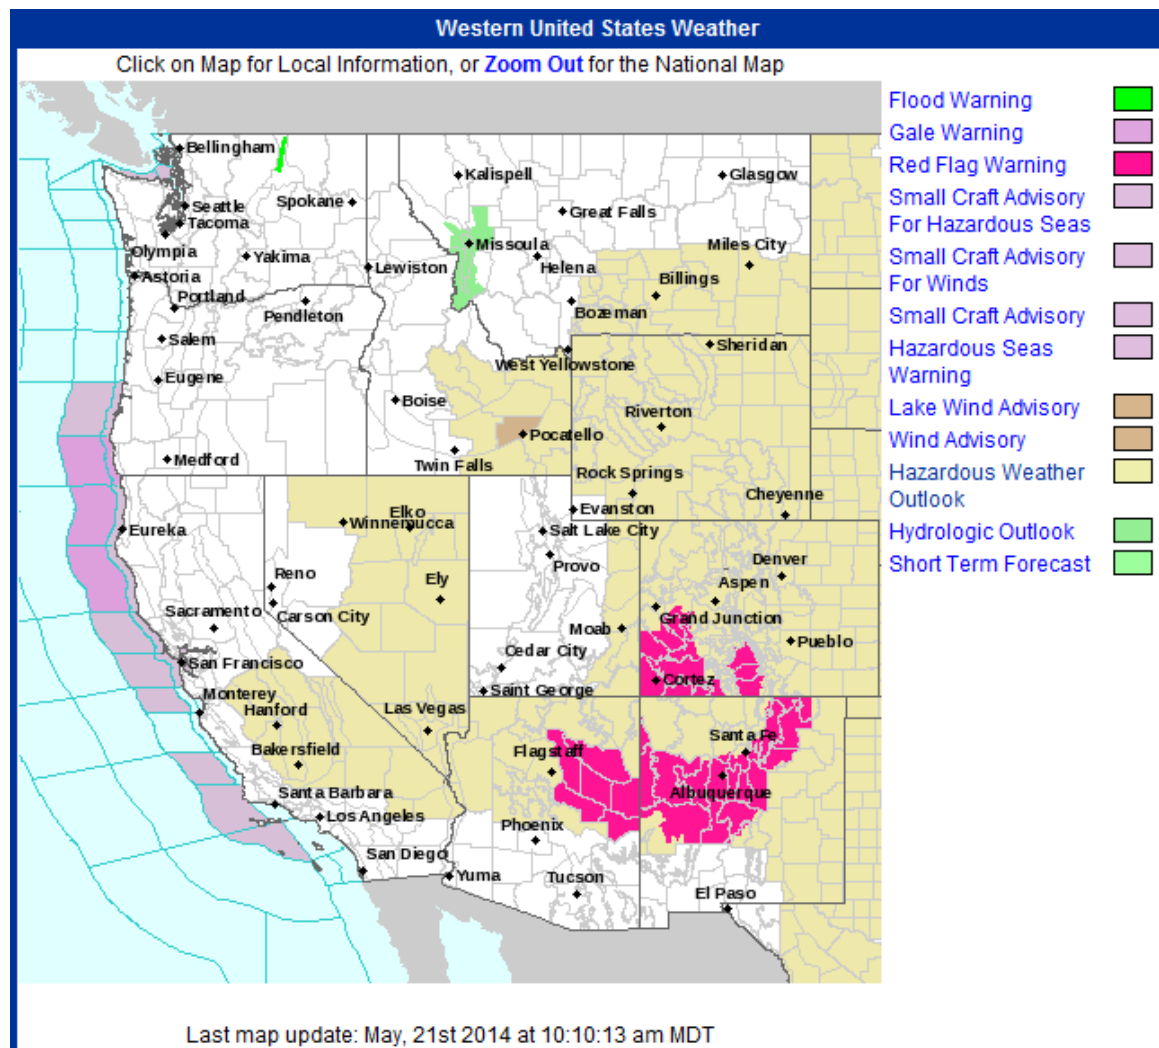 Western United States Weather
Click on Map for Local Information, or Zoom Out for the National Map
Flood Warning
Gale Warning
Red Flag Warning
Small Craft Advisory
For Hazardous Seas
Small Craft Advisory
For Winds
Small Craft Advisory
Hazardous Seas
Warning
Lake Wind Advisory
Wind Advisory
Hazardous Weather
Outlook
Hydrologic Outlook
Short Term Forecast
Bellingham
Kalispell
Glasgow
Seattle
Spokane
Great Falls
Tacoma
Olympia
Missoula
Miles City
Yakima
Helena
Lewiston
Astoria
Billings
Portland
Pendleton
Bozeman
Salem
Sheridan
West Yellowstone
Eugene
Boise
Riverton
Pocatello
Medford
Twin Falls
Rock Springs
Cheyenne
Evanston
Elko
Winnemucca
Eureka
Salt Lake City
Denver
Provo
Reno
Ely
Aspen
Sacramento
Carson City
Grand Junction
Moab
Pueblo
Cedar City
San Francisco
Cortez
Saint George
Monterey
Hanford
Las Vegas
Santa Fe
Bakersfield
Flagstaff
Santa Barbara
Albuquerque
Los Angeles
Phoenix
San Diego
Yuma
Tucson
El Paso
Last map update: May, 21st 2014 at 10:10:13 am MDT